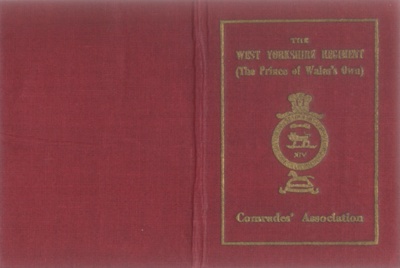 THE
WEST YORKSHIRE REGIMENT
(The Prince of Wales's Own)
XIV
Comrades' Association